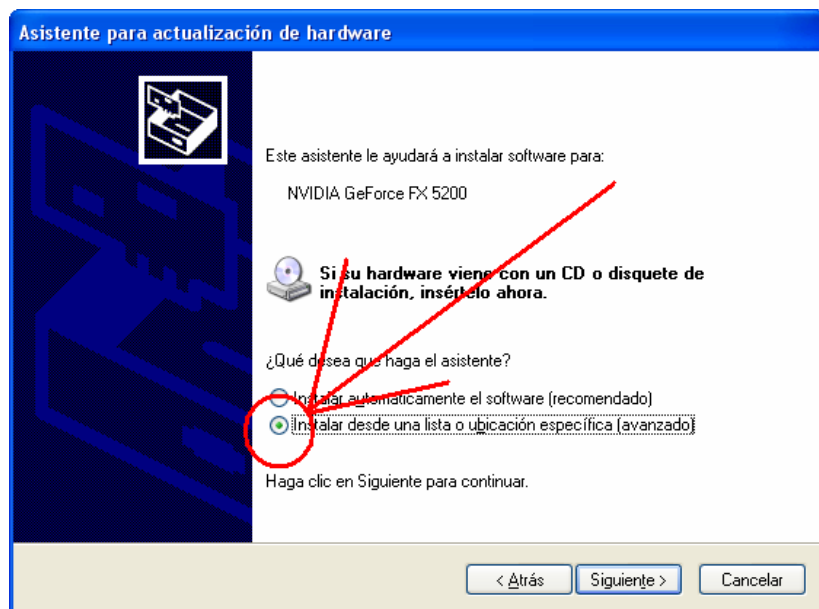 Asistente para actualización de hardware
Este asistente le ayudará a instalar software para:
NVIDIA GeForce FX 5200
Si su hardware viene con un CD o disquete de
instalación, insértelo ahora.
¿Qué desea que haga el asistente?
Instalar automáticamente el software (recomendado)
Instalar desde una lista o ubicación específica (avanzado)
Haga clic en Siguiente para continuar.
< Atrás
Siguiente >
Cancelar